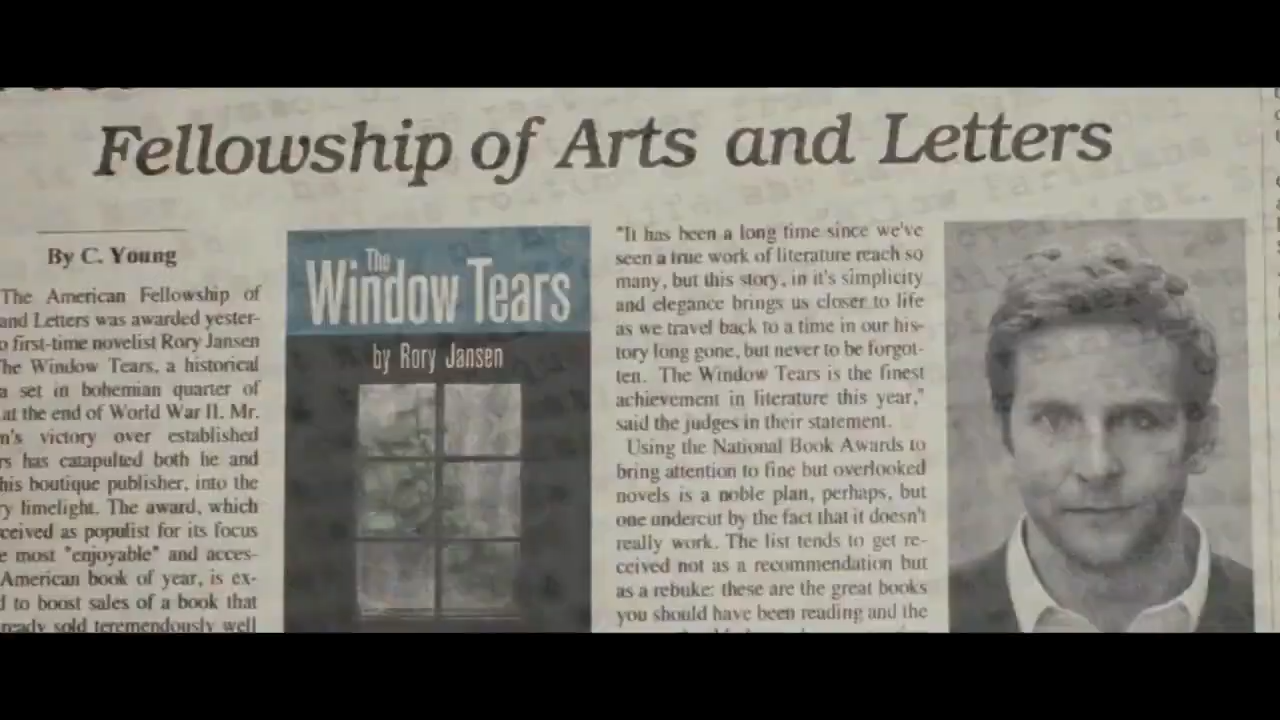 Fellowship of Arts and Letters
By C. Young
The American Fellowship of
and Letters was awarded yester-
first-time novelist Rory Jansen
The Window Tears, a historical
a set in bohemian quarter of
at the end of World War II. Mr.
n's victory over established
rs has catapulted both he and
his boutique publisher, into the
ry limelight. The award, which
ceived as populist for its focus
e most "enjoyable" and acces-
American book of year, is ex-
d to boost sales of a book that
ready sold teremendously well
The
Window Tears
by Rory Jansen
"It has been a long time since we've
seen a true work of literature reach so
many, but this story, in it's simplicity
and elegance brings us closer to life
as we travel back to a time in our his-
tory long gone, but never to be forgot-
ten. The Window Tears is the finest
achievement in literature this year,"
said the judges in their statement.
Using the National Book Awards to
bring attention to fine but overlooked
novels is a noble plan, perhaps, but
one undercut by the fact that it doesn't
really work. The list tends to get re-
ceived not as a recommendation but
as a rebuke: these are the great books
you should have been reading and the